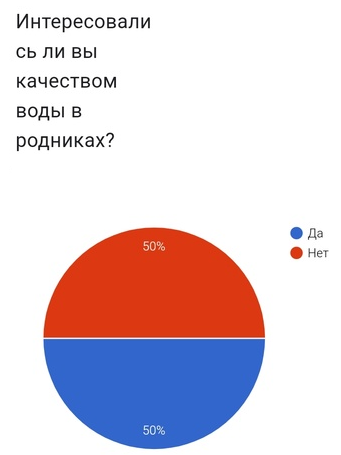 Интересовали
сь ли вы
качеством
воды в
родниках?
Да
Нет
50%
50%